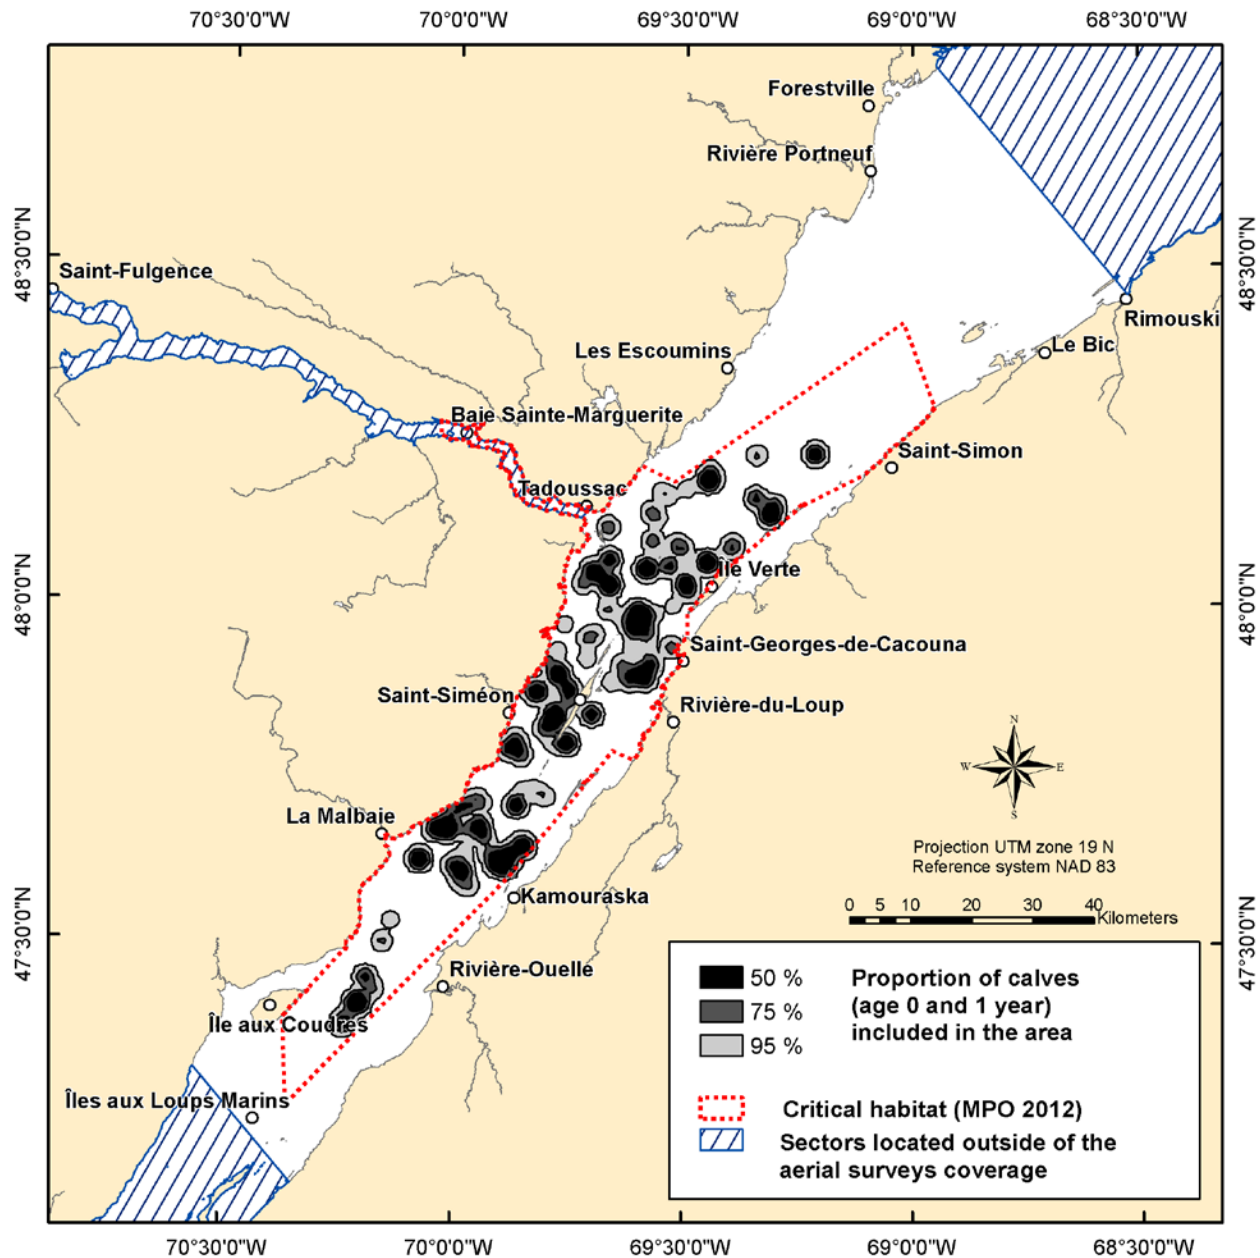 70°30'0"W
70°0'0"W
69°30'0"W
69°0'0"W
68°30'0"W
Forestville
Rivière Portneuf
48°30'0"N
48°30'0"N
Saint-Fulgence
Rimouski
Le Bic
Les Escoumins
Baie Sainte-Marguerite
Saint-Simon
Tadoussac
Île Verte
48°0'0"N
48°0'0"N
Saint-Georges-de-Cacouna
Saint-Siméon
Rivière-du-Loup
N
W
E
S
La Malbaie
Projection UTM zone 19 N
Reference system NAD 83
Kamouraska
0 5 10 20 30 40
Kilometers
47°30'0"N
47°30'0"N
Rivière-Ouelle
Île aux Coudres
Îles aux Loups Marins
50 %
75 %
95 %
Proportion of calves
(age 0 and 1 year)
included in the area
Critical habitat (MPO 2012)
Sectors located outside of the
aerial surveys coverage
70°30'0"W
70°0'0"W
69°30'0"W
69°0'0"W
68°30'0"W